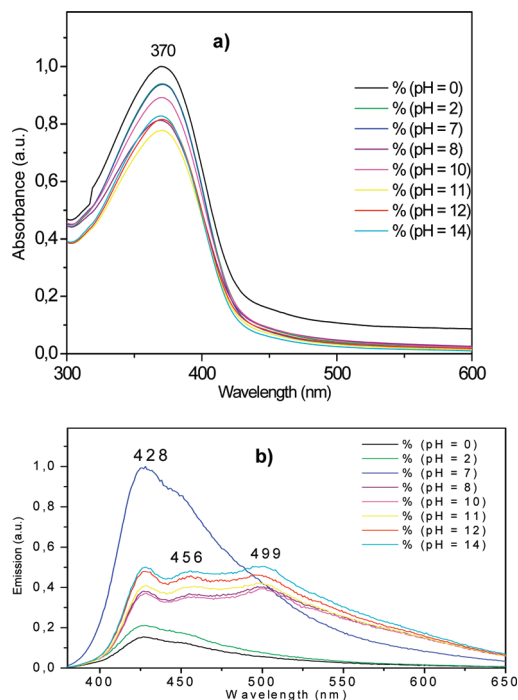 370
a)
1,0
0,8
0,6
0,4
0,2
0,0
Absorbance (a.u.)
% (pH = 0)
% (pH = 2)
% (pH = 7)
% (pH = 8)
% (pH = 10)
% (pH = 11)
% (pH = 12)
% (pH = 14)
300 400 500 600
Wavelength (nm)
428
b)
456
499
1,0
0,8
0,6
0,4
0,2
0,0
Emission (a.u.)
% (pH = 0)
% (pH = 2)
% (pH = 7)
% (pH = 8)
% (pH = 10)
% (pH = 11)
% (pH = 12)
% (pH = 14)
400 450 500 550 600 650
Wavelength (nm)